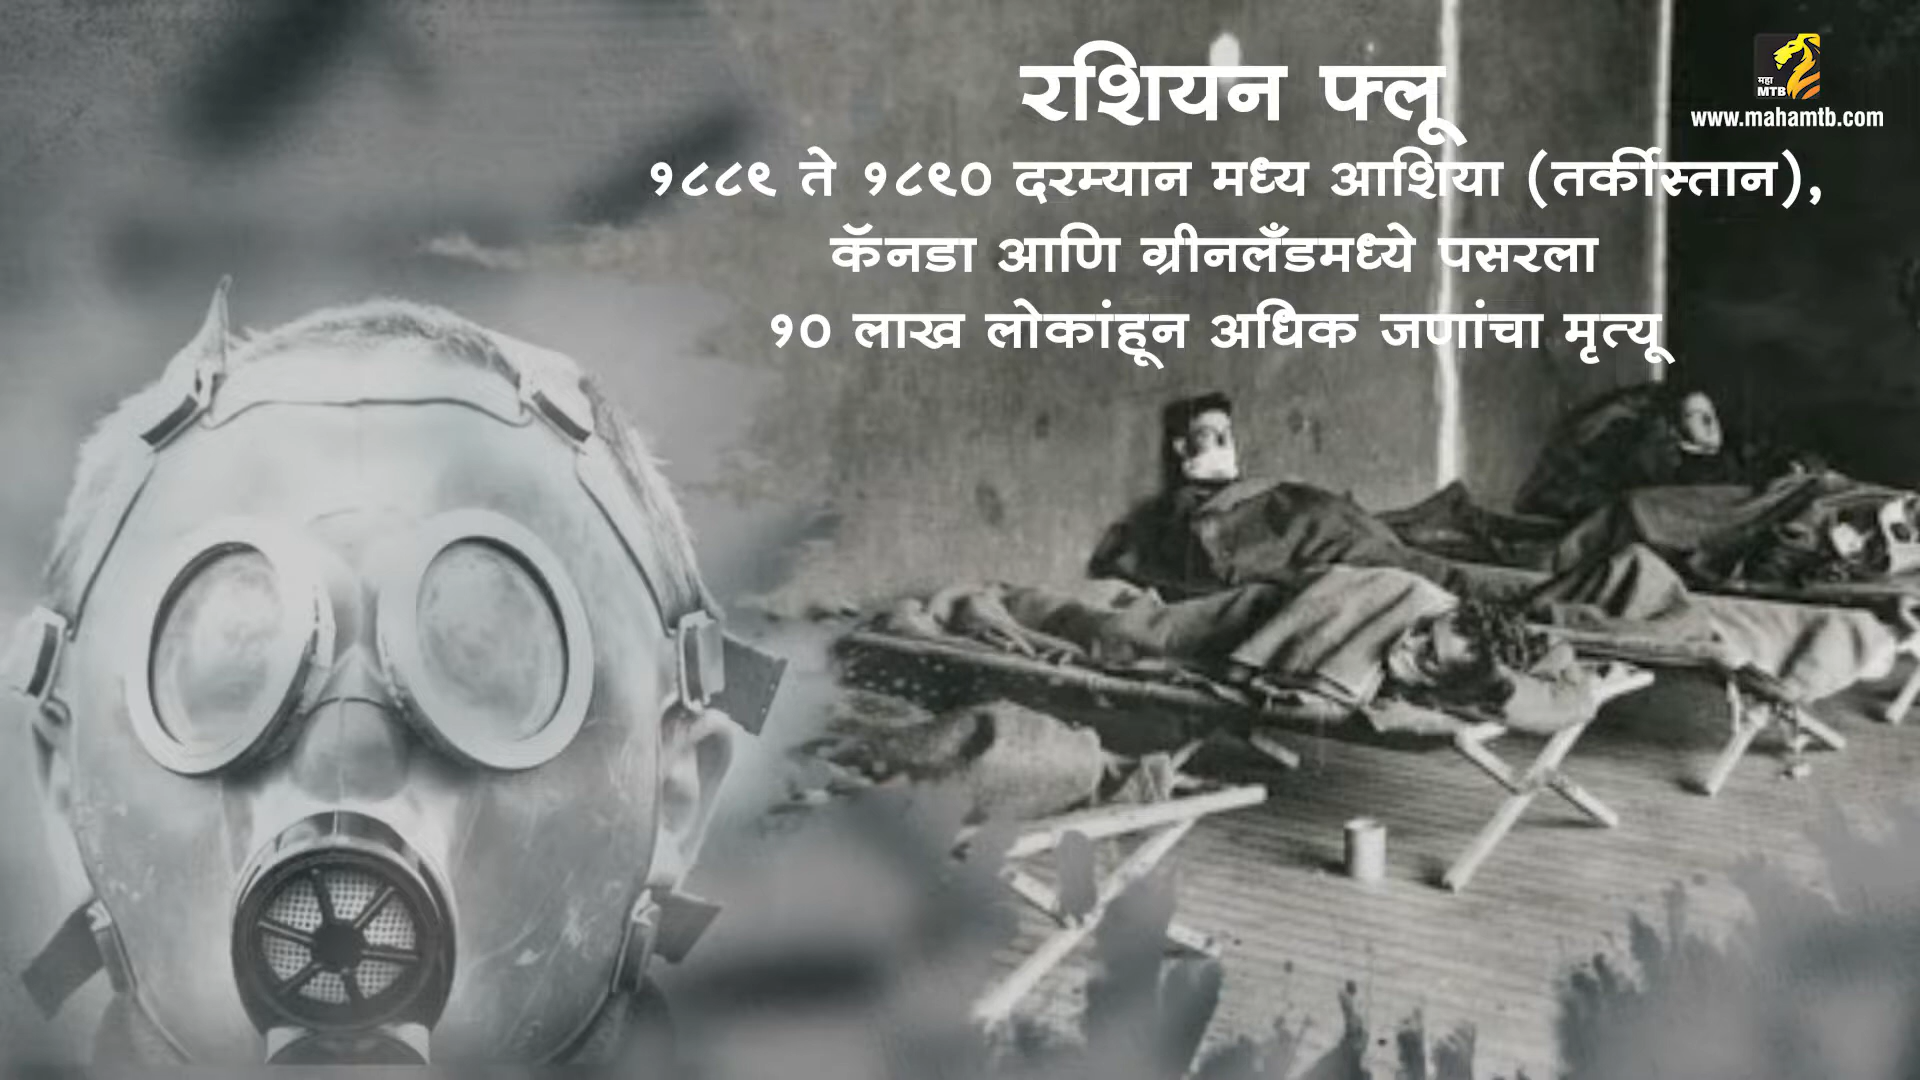 रशियन फ्लू
१८८९ ते १८९० दरम्यान मध्य आशिया (तर्कीस्तान),
कॅनडा आणि ग्रीनलँडमध्ये पसरला
१० लाख लोकांहून अधिक जणांचा मृत्यू
महा
MTB
www.mahamtb.com